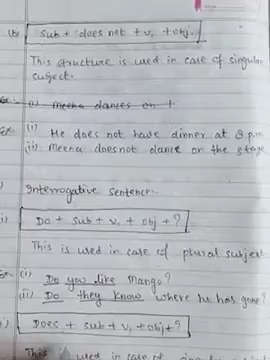 (b) sub + does not + v₁ + obj.
This structure is used in case of singular
subject.
Ex:- (i) Meena dances on t
Ex:- (i) He does not have dinner at 8 p.m
(ii) Meena doesnot dance on the stage
Interrogative sentence:-
i) Do + sub + v₁ + obj + ?
This is used in case of plural subject
Ex- (i) Do you like Mango?
(ii) Do they know where he has gone?
) Does + sub + v₁ + obj + ?
This is used in case of